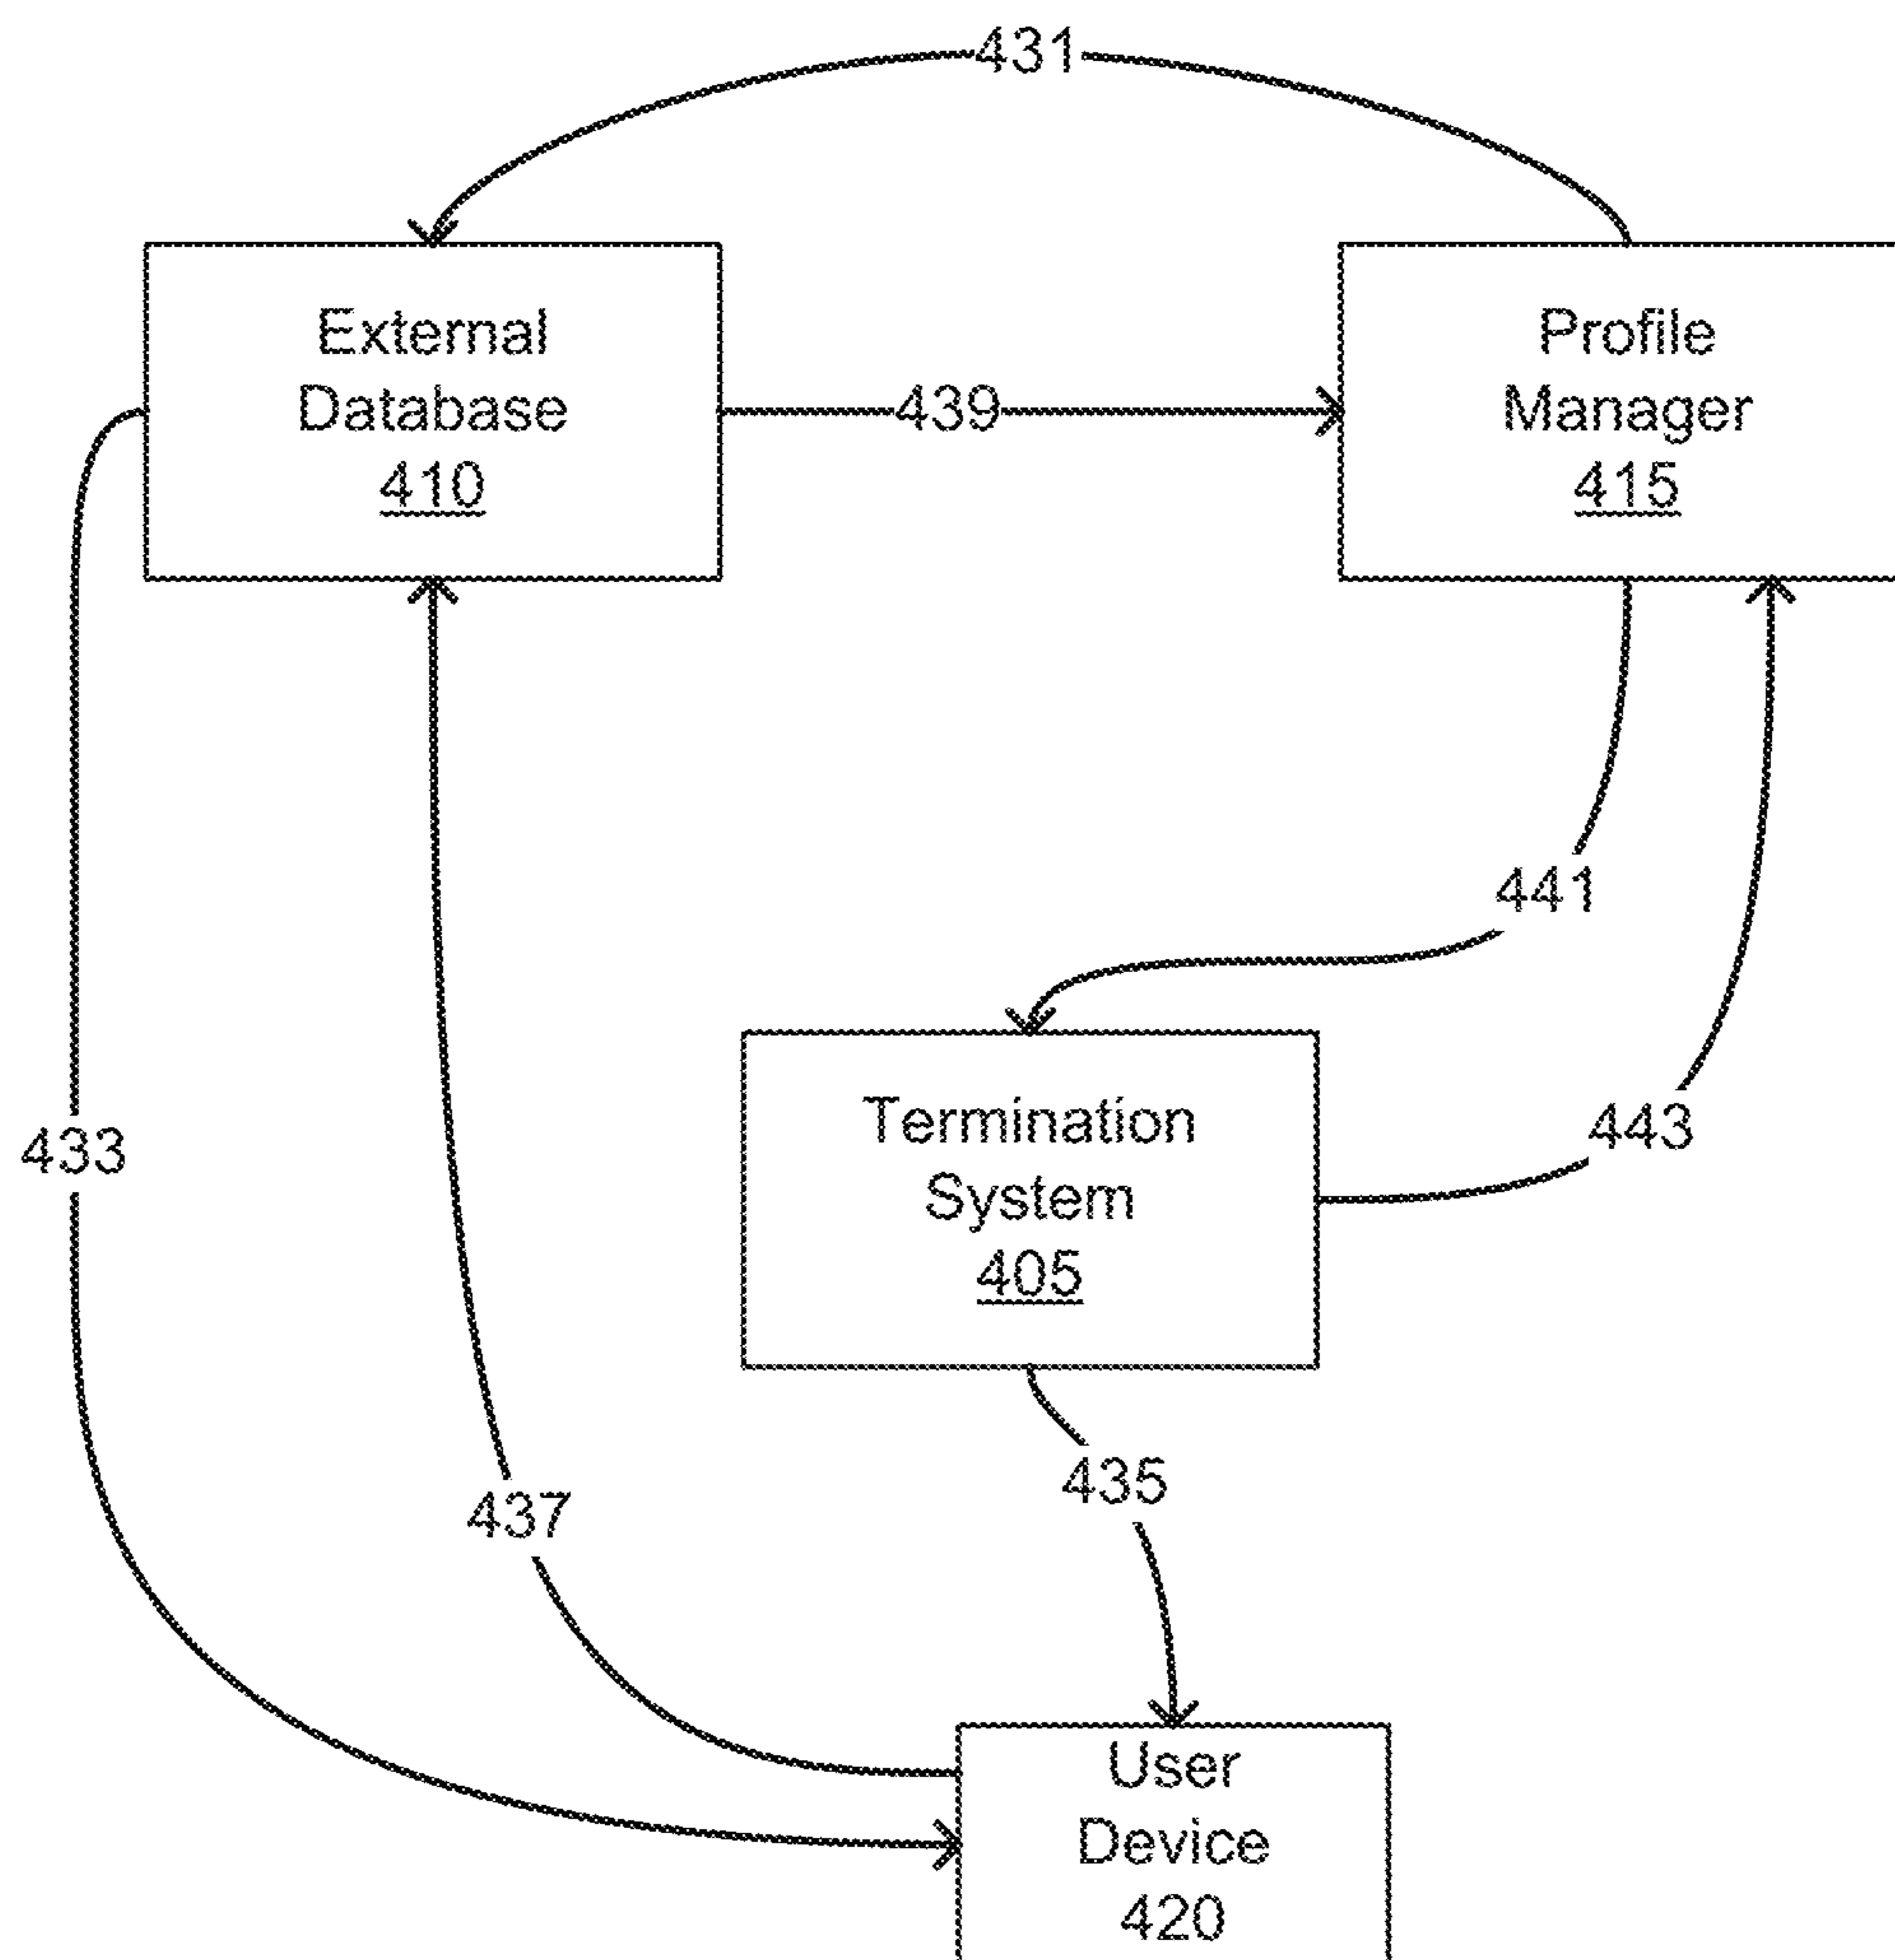 431
External
Database
410
439
Profile
Manager
415
441
Termination
System
405
443
433
435
437
User
Device
420